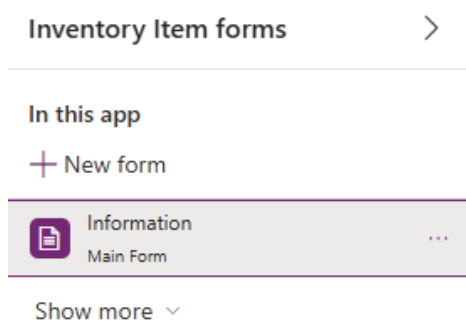 Inventory Item forms
In this app
New form
Information
Main Form
Show more